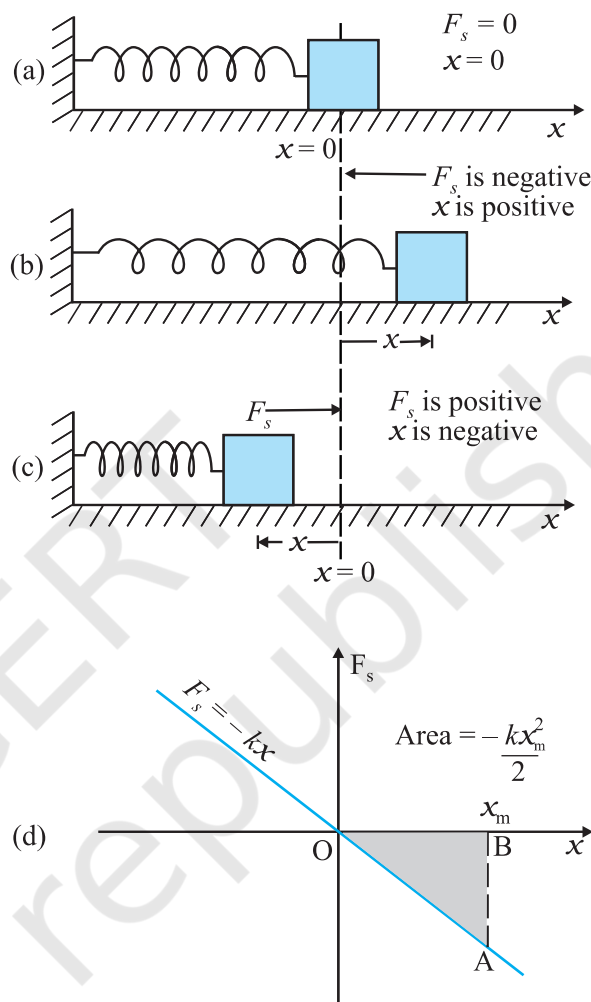 (a)
F_s = 0
x = 0
x
x = 0
F_s is negative
x is positive
(b)
x
x
F_s
F_s is positive
x is negative
(c)
x
x
x = 0
F_s
F_s = – kx
Area = – kx_m^2 / 2
x_m
(d)
O
B
x
A
republish